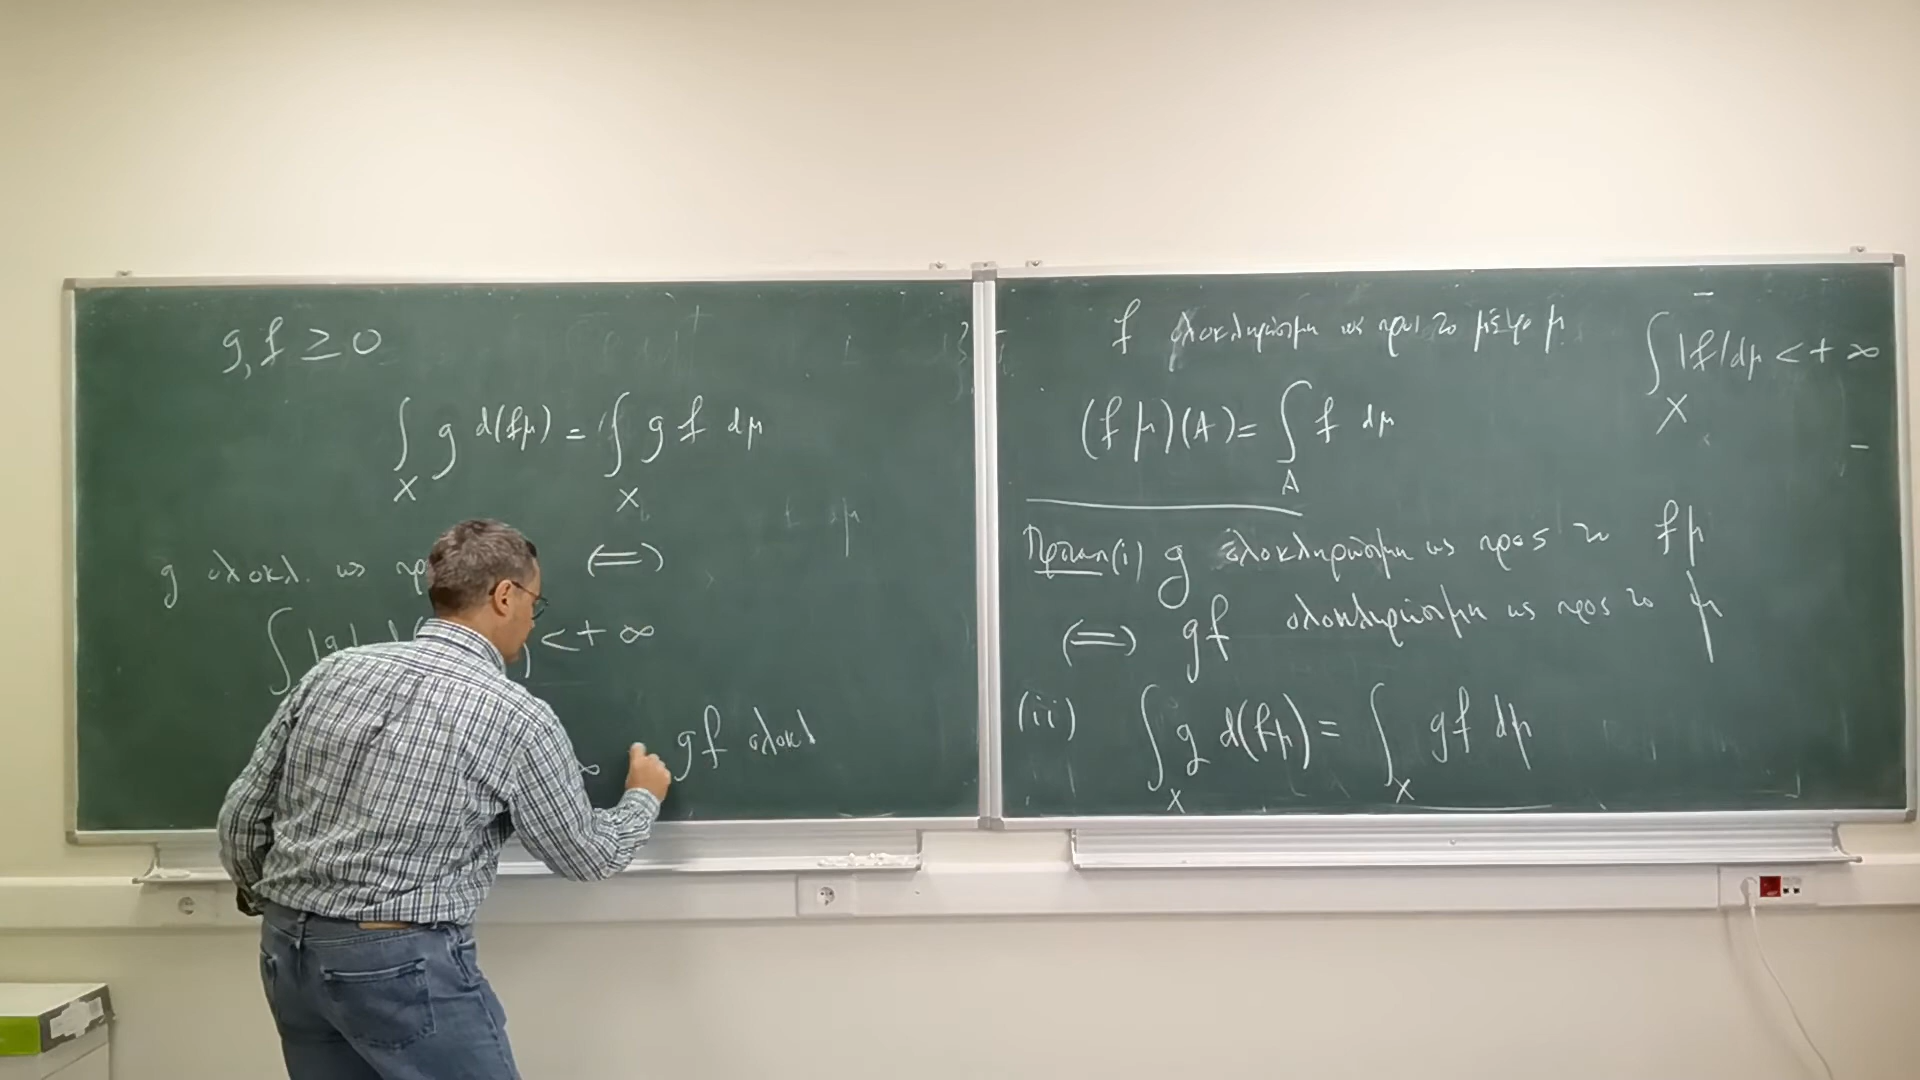 g, f ≥ 0
∫_X g d(fμ) = ∫_X g f dμ
g ολοκλ. ως πρ (⇔)
∫ |g| < +∞
∞ gf ολοκλ
f ολοκληρώσιμη ως προς το μέτρο μ ∫_X |f| dμ < +∞
(f μ)(A) = ∫_A f dμ
Πρόταση (i) g ολοκληρώσιμη ως προς το fμ
(⇔) gf ολοκληρώσιμη ως προς το μ
(ii) ∫_X g d(fμ) = ∫_X gf dμ